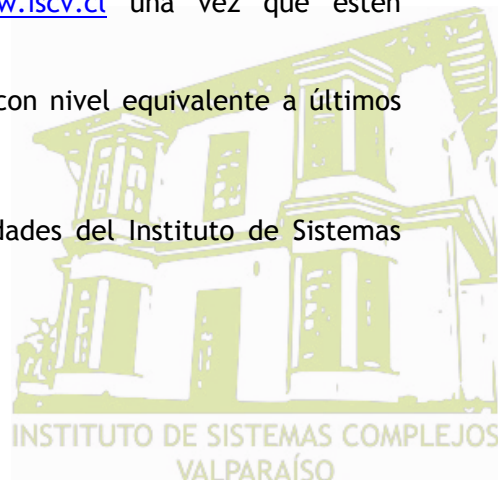 w.iscv.cl una vez que estén
con nivel equivalente a últimos
dades del Instituto de Sistemas
INSTITUTO DE SISTEMAS COMPLEJOS
VALPARAÍSO